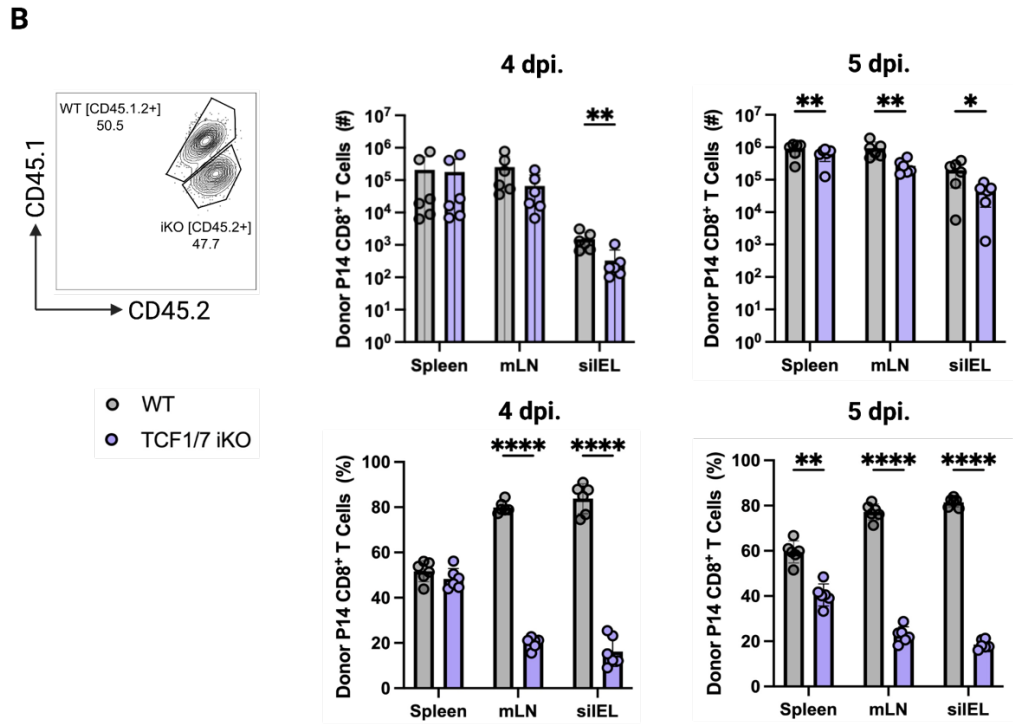 B
WT [CD45.1.2+]
50.5
iKO [CD45.2+]
47.7
CD45.1
CD45.2
WT
TCF1/7 iKO
4 dpi.
**
Donor P14 CD8⁺ T Cells (#)
10⁷
10⁶
10⁵
10⁴
10³
10²
10¹
10⁰
Spleen mLN siIEL
5 dpi.
** ** *
Donor P14 CD8⁺ T Cells (#)
10⁷
10⁶
10⁵
10⁴
10³
10²
10¹
10⁰
Spleen mLN siIEL
4 dpi.
**** ****
Donor P14 CD8⁺ T Cells (%)
100
80
60
40
20
0
Spleen mLN siIEL
5 dpi.
** **** ****
Donor P14 CD8⁺ T Cells (%)
100
80
60
40
20
0
Spleen mLN siIEL